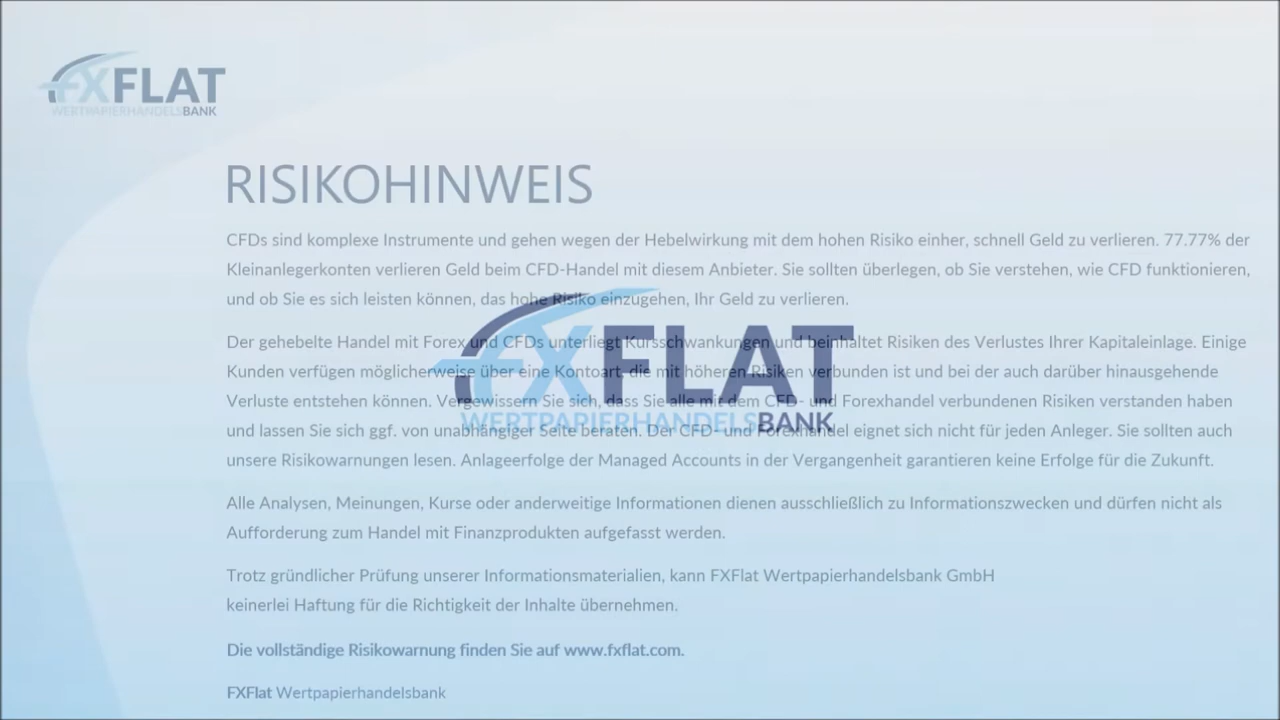 FXFLAT
WERTPAPIERHANDELSBANK
RISIKOHINWEIS
CFDs sind komplexe Instrumente und gehen wegen der Hebelwirkung mit dem hohen Risiko einher, schnell Geld zu verlieren. 77.77% der
Kleinanlegerkonten verlieren Geld beim CFD-Handel mit diesem Anbieter. Sie sollten überlegen, ob Sie verstehen, wie CFD funktionieren,
und ob Sie es sich leisten können, das hohe Risiko einzugehen, Ihr Geld zu verlieren.
Der gehebelte Handel mit Forex und CFDs unterliegt Kursschwankungen und beinhaltet Risiken des Verlustes Ihrer Kapitaleinlage. Einige
Kunden verfügen möglicherweise über eine Kontoart, die mit höheren Risiken verbunden ist und bei der auch darüber hinausgehende
Verluste entstehen können. Vergewissern Sie sich, dass Sie alle mit dem CFD- und Forexhandel verbundenen Risiken verstanden haben
und lassen Sie sich ggf. von unabhängiger Seite beraten. Der CFD- und Forexhandel eignet sich nicht für jeden Anleger. Sie sollten auch
unsere Risikowarnungen lesen. Anlageerfolge der Managed Accounts in der Vergangenheit garantieren keine Erfolge für die Zukunft.
FXFLAT
WERTPAPIERHANDELSBANK
Alle Analysen, Meinungen, Kurse oder anderweitige Informationen dienen ausschließlich zu Informationszwecken und dürfen nicht als
Aufforderung zum Handel mit Finanzprodukten aufgefasst werden.
Trotz gründlicher Prüfung unserer Informationsmaterialien, kann FXFlat Wertpapierhandelsbank GmbH
keinerlei Haftung für die Richtigkeit der Inhalte übernehmen.
Die vollständige Risikowarnung finden Sie auf www.fxflat.com.
FXFlat Wertpapierhandelsbank